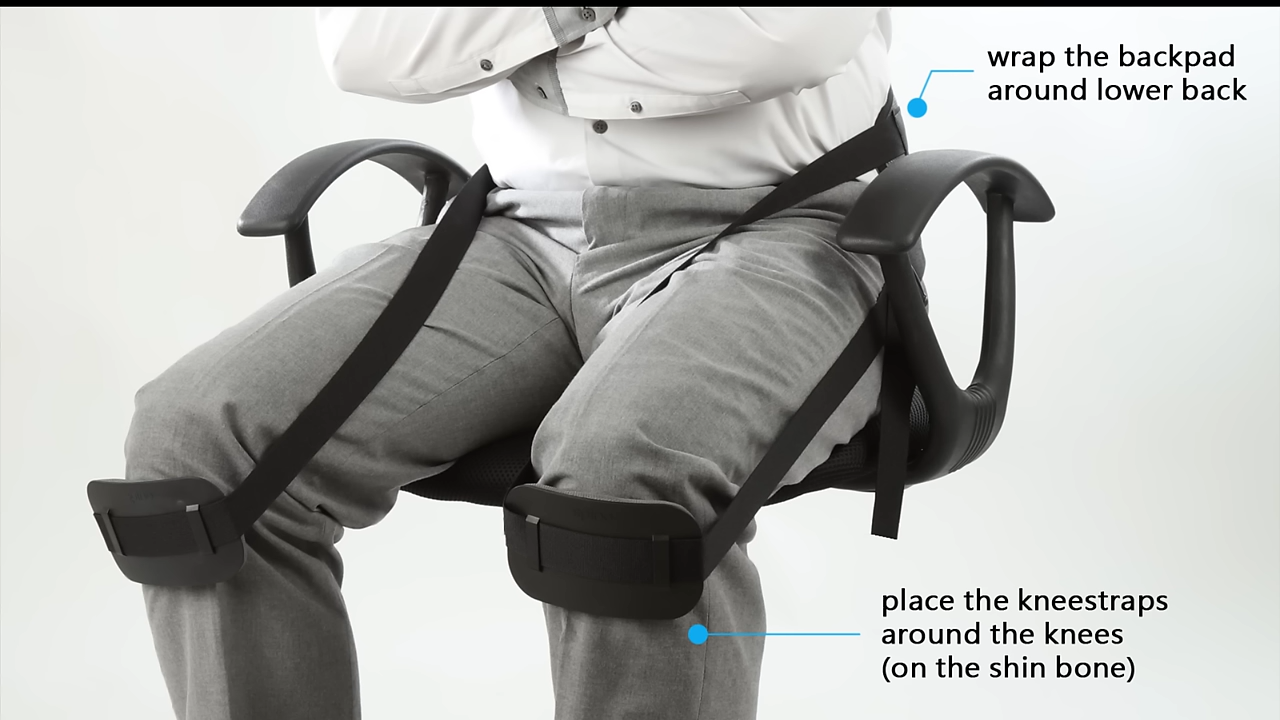 wrap the backpad
around lower back
place the kneestraps
around the knees
(on the shin bone)